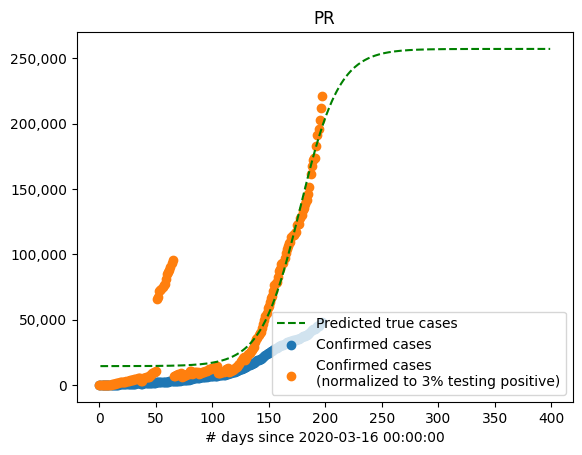 PR
250,000
200,000
150,000
100,000
50,000
0
Predicted true cases
Confirmed cases
Confirmed cases
(normalized to 3% testing positive)
0 50 100 150 200 250 300 350 400
# days since 2020-03-16 00:00:00